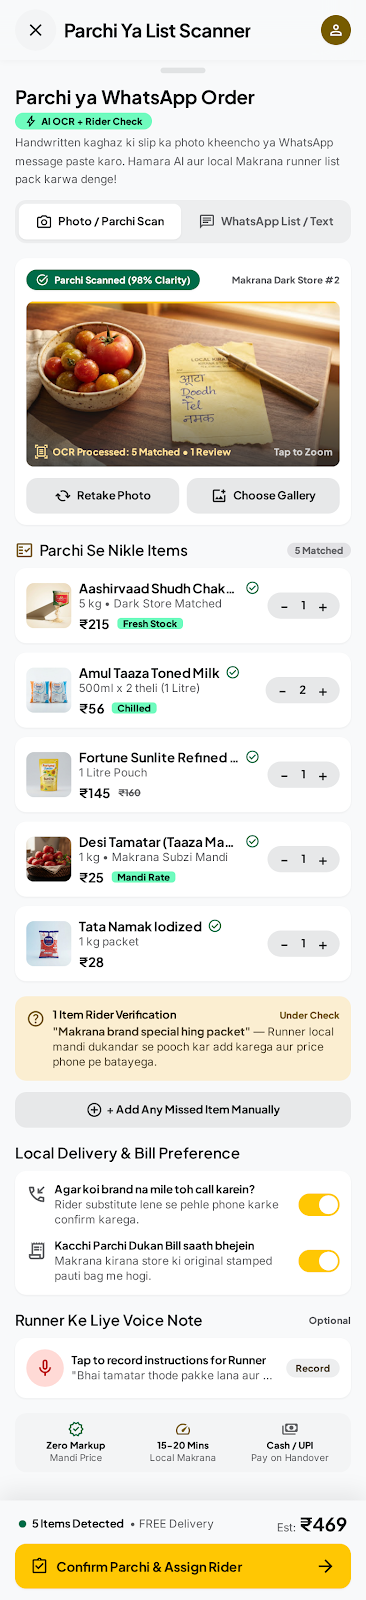 Parchi Ya List Scanner
Parchi ya WhatsApp Order
AI OCR + Rider Check
Handwritten kaghaz ki slip ka photo kheencho ya WhatsApp
message paste karo. Hamara AI aur local Makrana runner list
pack karwa denge!
Photo / Parchi Scan
WhatsApp List / Text
Parchi Scanned (98% Clarity)
Makrana Dark Store #2
आटा
Doodh
Tel
नमक
OCR Processed: 5 Matched • 1 Review
Tap to Zoom
Retake Photo
Choose Gallery
Parchi Se Nikle Items
5 Matched
Aashirvaad Shudh Chak...
5 kg • Dark Store Matched
₹215
Fresh Stock
- 1 +
Amul Taaza Toned Milk
500ml x 2 theli (1 Litre)
₹56
Chilled
- 2 +
Fortune Sunlite Refined ...
1 Litre Pouch
₹145
₹160
- 1 +
Desi Tamatar (Taaza Ma...
1 kg • Makrana Subzi Mandi
₹25
Mandi Rate
- 1 +
Tata Namak Iodized
1 kg packet
₹28
- 1 +
1 Item Rider Verification
Under Check
"Makrana brand special hing packet" — Runner local
mandi dukandar se pooch kar add karega aur price
phone pe batayega.
+ Add Any Missed Item Manually
Local Delivery & Bill Preference
Agar koi brand na mile toh call karein?
Rider substitute lene se pehle phone karke
confirm karega.
Kacchi Parchi Dukan Bill saath bhejein
Makrana kirana store ki original stamped
pauti bag me hogi.
Runner Ke Liye Voice Note
Optional
Tap to record instructions for Runner
"Bhai tamatar thode pakke lana aur ...
Record
Zero Markup
Mandi Price
15-20 Mins
Local Makrana
Cash / UPI
Pay on Handover
5 Items Detected • FREE Delivery
Est: ₹469
Confirm Parchi & Assign Rider